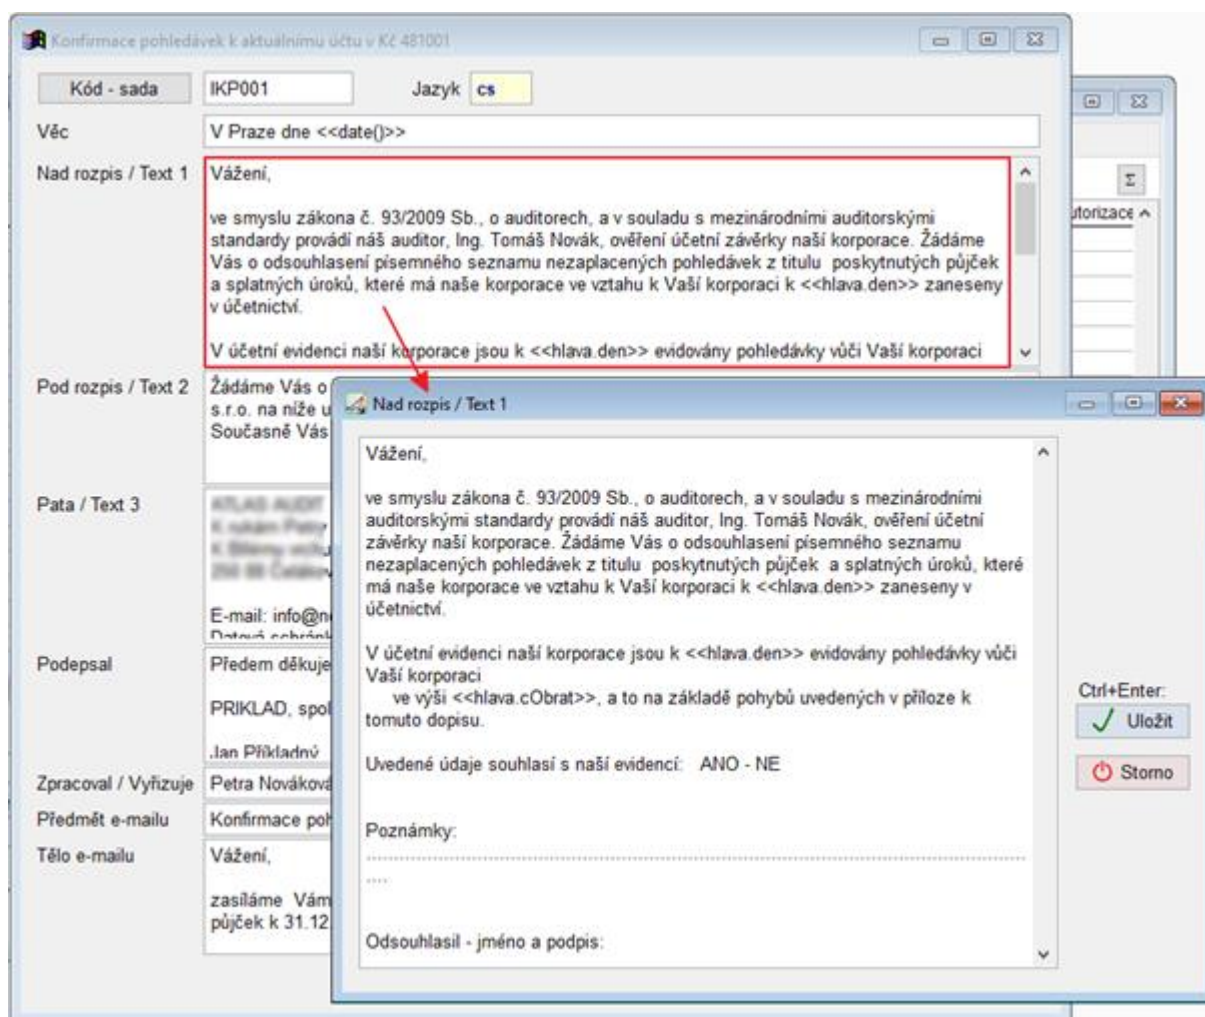 Konfirmace pohledávek k aktuálnímu účtu v Kč 481001
Kód - sada IKP001 Jazyk cs
Věc V Praze dne <<date()>>
Nad rozpis / Text 1 Vážení,
ve smyslu zákona č. 93/2009 Sb., o auditorech, a v souladu s mezinárodními auditorskými
standardy provádí náš auditor, Ing. Tomáš Novák, ověření účetní závěrky naší korporace. Žádáme
Vás o odsouhlasení písemného seznamu nezaplacených pohledávek z titulu poskytnutých půjček
a splatných úroků, které má naše korporace ve vztahu k Vaší korporaci k <<hlava.den>> zaneseny
v účetnictví.
V účetní evidenci naší korporace jsou k <<hlava.den>> evidovány pohledávky vůči Vaší korporaci
Σ
utorizace
Pod rozpis / Text 2 Žádáme Vás o
s.r.o. na níže u
Současně Vás
Pata / Text 3
E-mail: info@n
Datová schránk
Podepsal Předem děkuje
PRIKLAD, spol
Jan Příkladný
Zpracoval / Vyřizuje Petra Nováková
Předmět e-mailu Konfirmace poh
Tělo e-mailu Vážení,
zasíláme Vám
půjček k 31.12
Nad rozpis / Text 1
Vážení,
ve smyslu zákona č. 93/2009 Sb., o auditorech, a v souladu s mezinárodními
auditorskými standardy provádí náš auditor, Ing. Tomáš Novák, ověření účetní
závěrky naší korporace. Žádáme Vás o odsouhlasení písemného seznamu
nezaplacených pohledávek z titulu poskytnutých půjček a splatných úroků, které
má naše korporace ve vztahu k Vaší korporaci k <<hlava.den>> zaneseny v
účetnictví.
V účetní evidenci naší korporace jsou k <<hlava.den>> evidovány pohledávky vůči
Vaší korporaci
ve výši <<hlava.cObrat>>, a to na základě pohybů uvedených v příloze k
tomuto dopisu.
Uvedené údaje souhlasí s naší evidencí: ANO - NE
Poznámky:
Odsouhlasil - jméno a podpis:
Ctrl+Enter:
Uložit
Storno